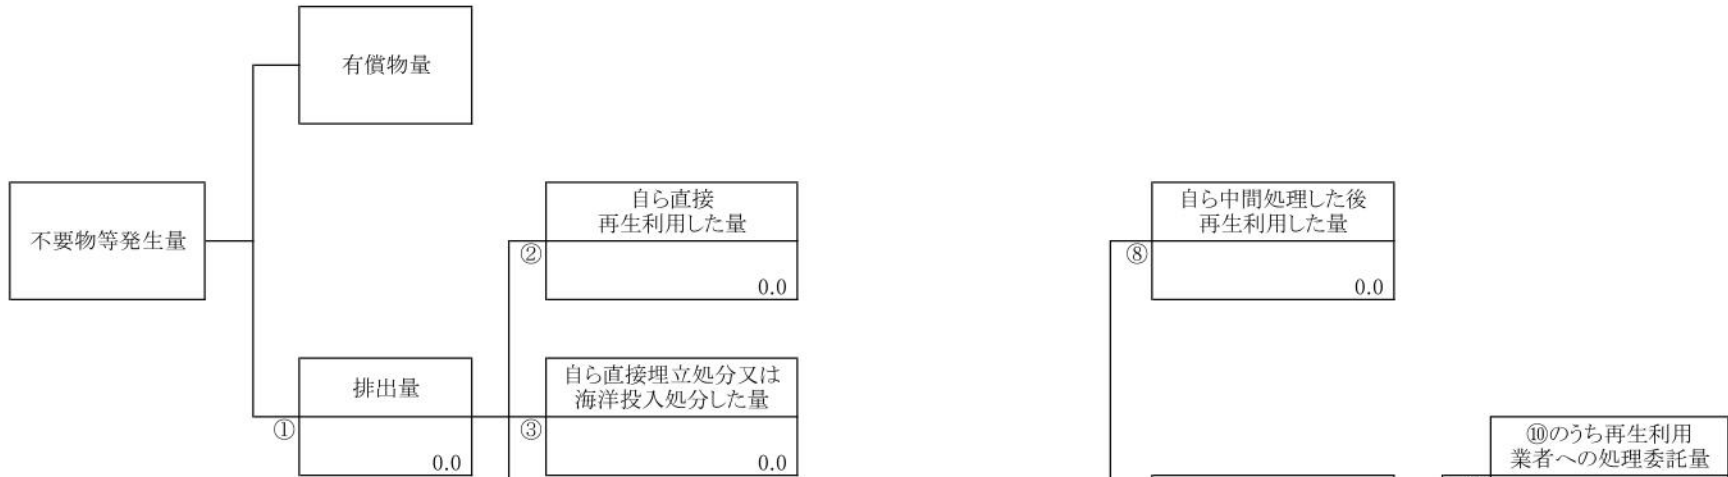 有償物量
不要物等発生量
自ら直接
再生利用した量
②
0.0
自ら中間処理した後
再生利用した量
⑧
0.0
排出量
①
0.0
自ら直接埋立処分又は
海洋投入処分した量
③
0.0
⑩のうち再生利用
業者への処理委託量